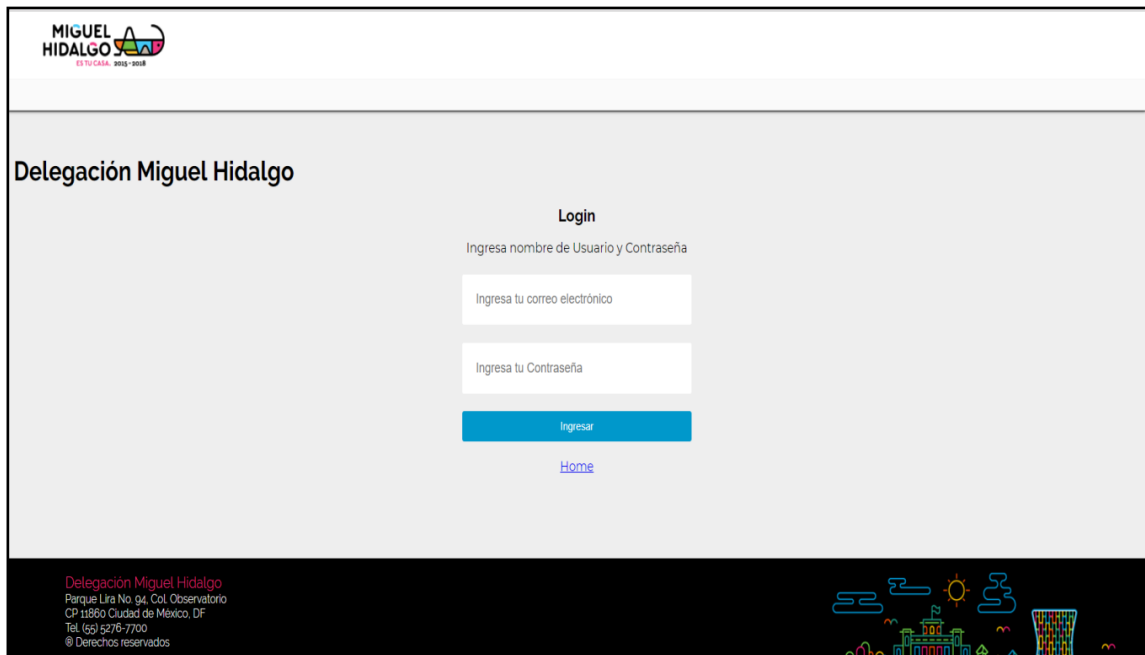 MIGUEL
HIDALGO
ES TU CASA. 2015 - 2018
Delegación Miguel Hidalgo
Login
Ingresa nombre de Usuario y Contraseña
Ingresa tu correo electrónico
Ingresa tu Contraseña
Ingresar
Home
Delegación Miguel Hidalgo
Parque Lira No. 94, Col. Observatorio
CP 11860 Ciudad de México, DF
Tel. (55) 5276-7700
® Derechos reservados